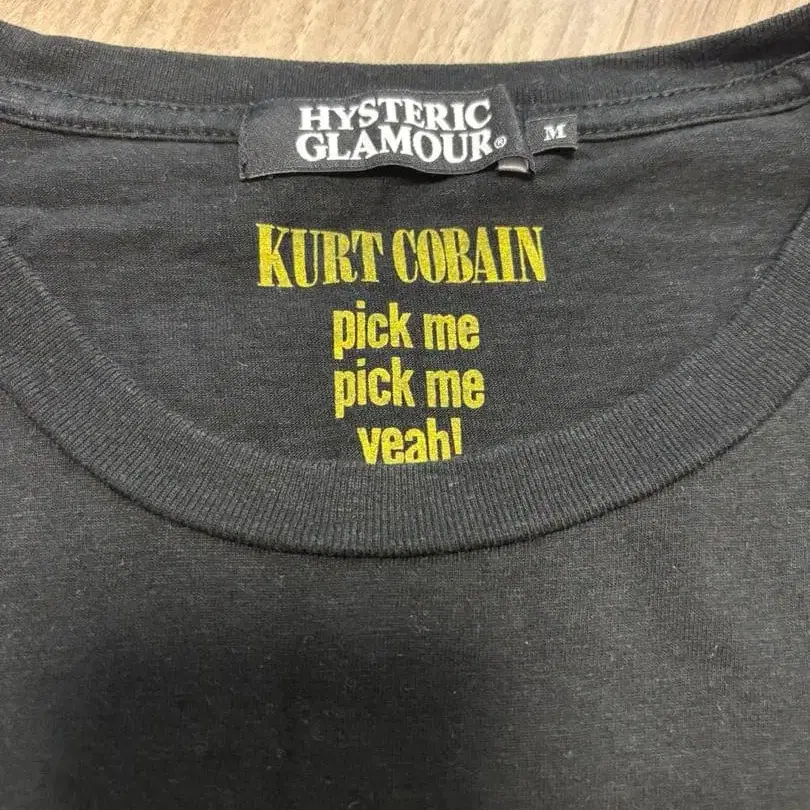 HYSTERIC
GLAMOUR®
M
KURT COBAIN
pick me
pick me
yeah!